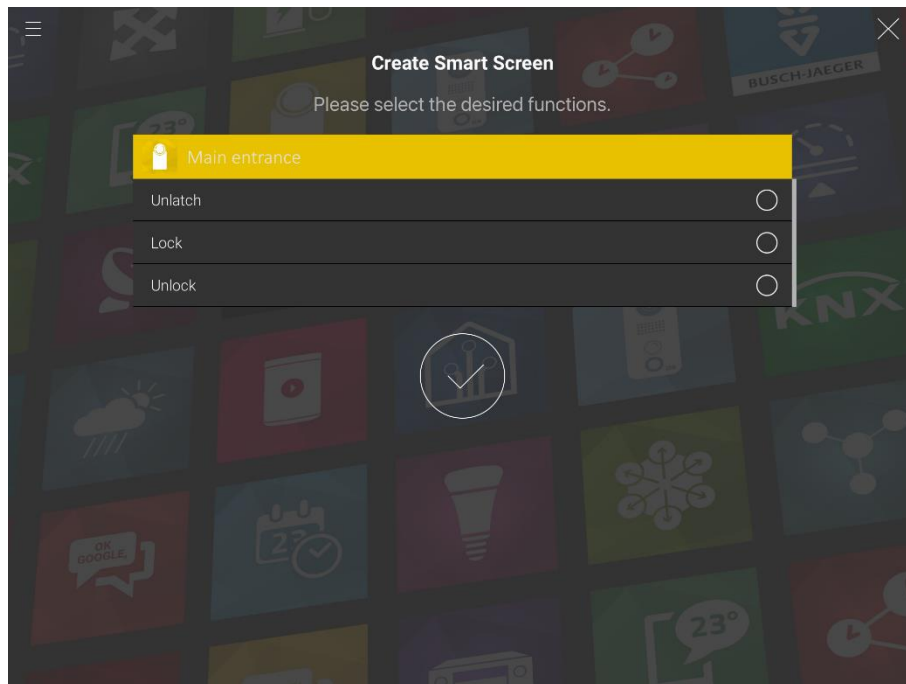 Create Smart Screen
BUSCH-JAEGER
Please select the desired functions.
23°
Main entrance
Unlatch
Lock
Unlock
KNX
OK
GOOGLE,
23
23°